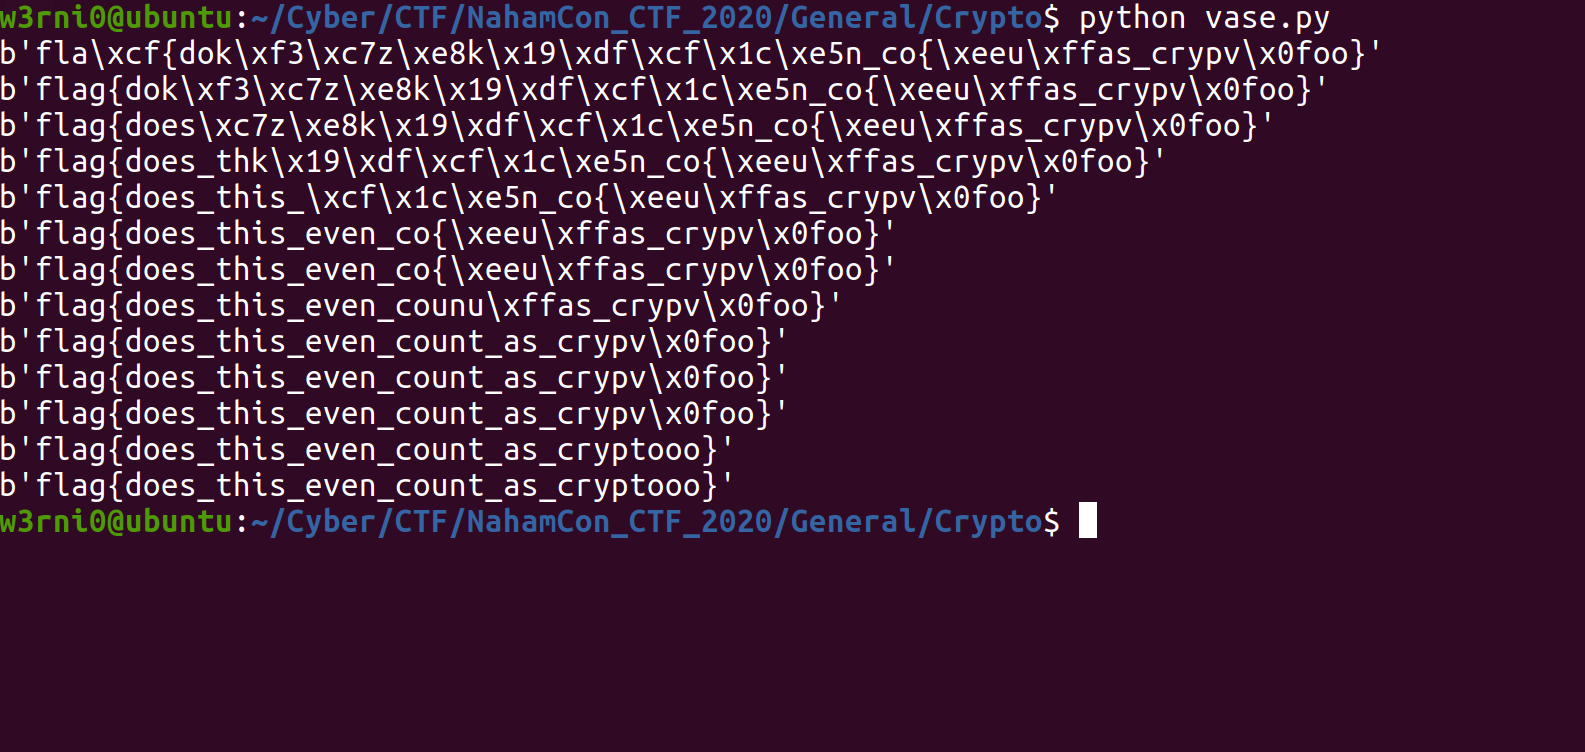 w3rni0@ubuntu:~/Cyber/CTF/NahamCon_CTF_2020/General/Crypto$ python vase.py
b'fla\xcf{dok\xf3\xc7z\xe8k\x19\xdf\xcf\x1c\xe5n_co{\xeeu\xffas_crypv\x0foo}'
b'flag{dok\xf3\xc7z\xe8k\x19\xdf\xcf\x1c\xe5n_co{\xeeu\xffas_crypv\x0foo}'
b'flag{does\xc7z\xe8k\x19\xdf\xcf\x1c\xe5n_co{\xeeu\xffas_crypv\x0foo}'
b'flag{does_thk\x19\xdf\xcf\x1c\xe5n_co{\xeeu\xffas_crypv\x0foo}'
b'flag{does_this_\xcf\x1c\xe5n_co{\xeeu\xffas_crypv\x0foo}'
b'flag{does_this_even_co{\xeeu\xffas_crypv\x0foo}'
b'flag{does_this_even_co{\xeeu\xffas_crypv\x0foo}'
b'flag{does_this_even_counu\xffas_crypv\x0foo}'
b'flag{does_this_even_count_as_crypv\x0foo}'
b'flag{does_this_even_count_as_crypv\x0foo}'
b'flag{does_this_even_count_as_crypv\x0foo}'
b'flag{does_this_even_count_as_cryptooo}'
b'flag{does_this_even_count_as_cryptooo}'
w3rni0@ubuntu:~/Cyber/CTF/NahamCon_CTF_2020/General/Crypto$